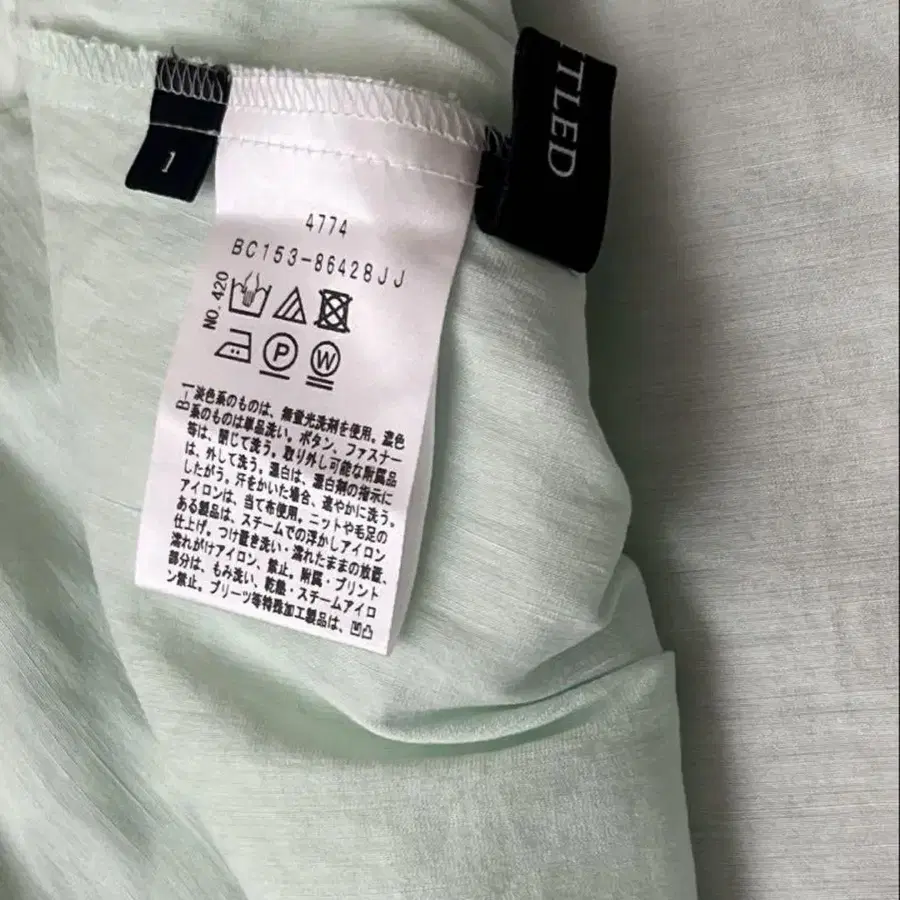 1
TLED
4774
BC153-86428JJ
NO. 420
P
W
B-1
淡色系のものは、無蛍光洗剤を使用。濃色
系のものは単品洗い。ボタン、ファスナー
等は、閉じて洗う。取り外し可能な附属品
は、外して洗う。漂白は、漂白剤の指示に
したがう。汗をかいた場合、速やかに洗う。
アイロンは、当て布使用。ニットや毛足の
ある製品は、スチームでの浮かしアイロン
仕上げ。つけ置き洗い・濡れたままの放置、
濡れがけアイロン、禁止。附属・プリント
部分は、もみ洗い、乾燥・スチームアイロ
ン禁止。プリーツ等特殊加工製品は、